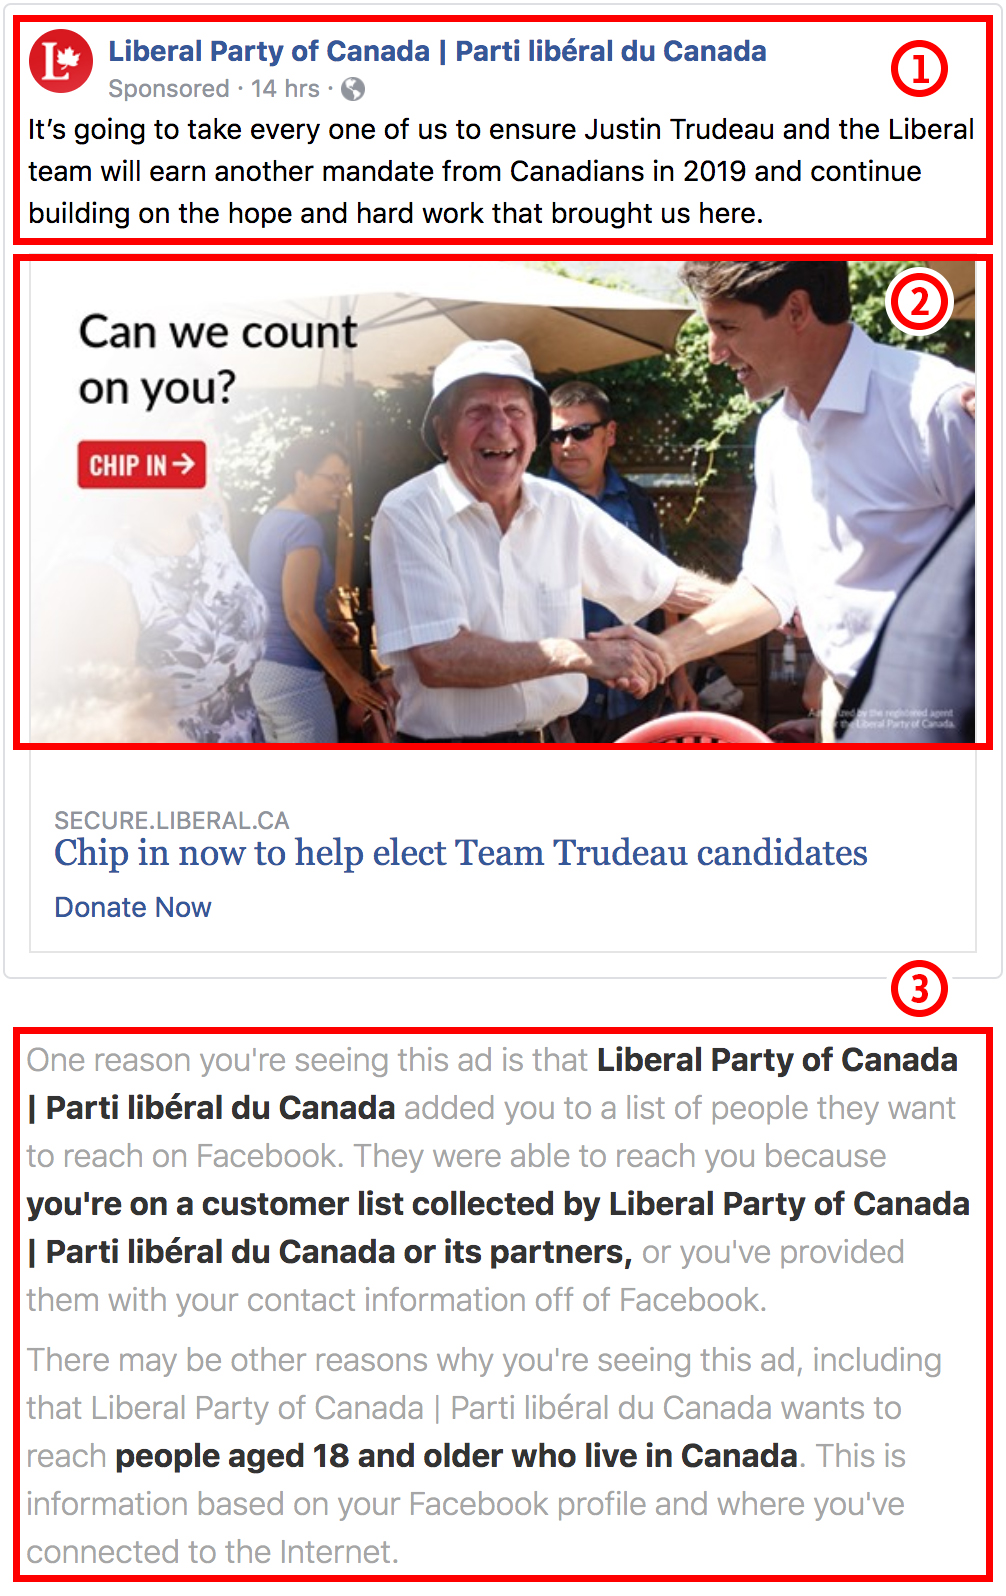 Liberal Party of Canada | Parti libéral du Canada
Sponsored · 14 hrs ·
1
It’s going to take every one of us to ensure Justin Trudeau and the Liberal
team will earn another mandate from Canadians in 2019 and continue
building on the hope and hard work that brought us here.
2
Can we count
on you?
CHIP IN →
the registered agent
the Liberal Party of Canada.
SECURE.LIBERAL.CA
Chip in now to help elect Team Trudeau candidates
Donate Now
3
One reason you're seeing this ad is that Liberal Party of Canada
| Parti libéral du Canada added you to a list of people they want
to reach on Facebook. They were able to reach you because
you're on a customer list collected by Liberal Party of Canada
| Parti libéral du Canada or its partners, or you've provided
them with your contact information off of Facebook.
There may be other reasons why you're seeing this ad, including
that Liberal Party of Canada | Parti libéral du Canada wants to
reach people aged 18 and older who live in Canada. This is
information based on your Facebook profile and where you've
connected to the Internet.